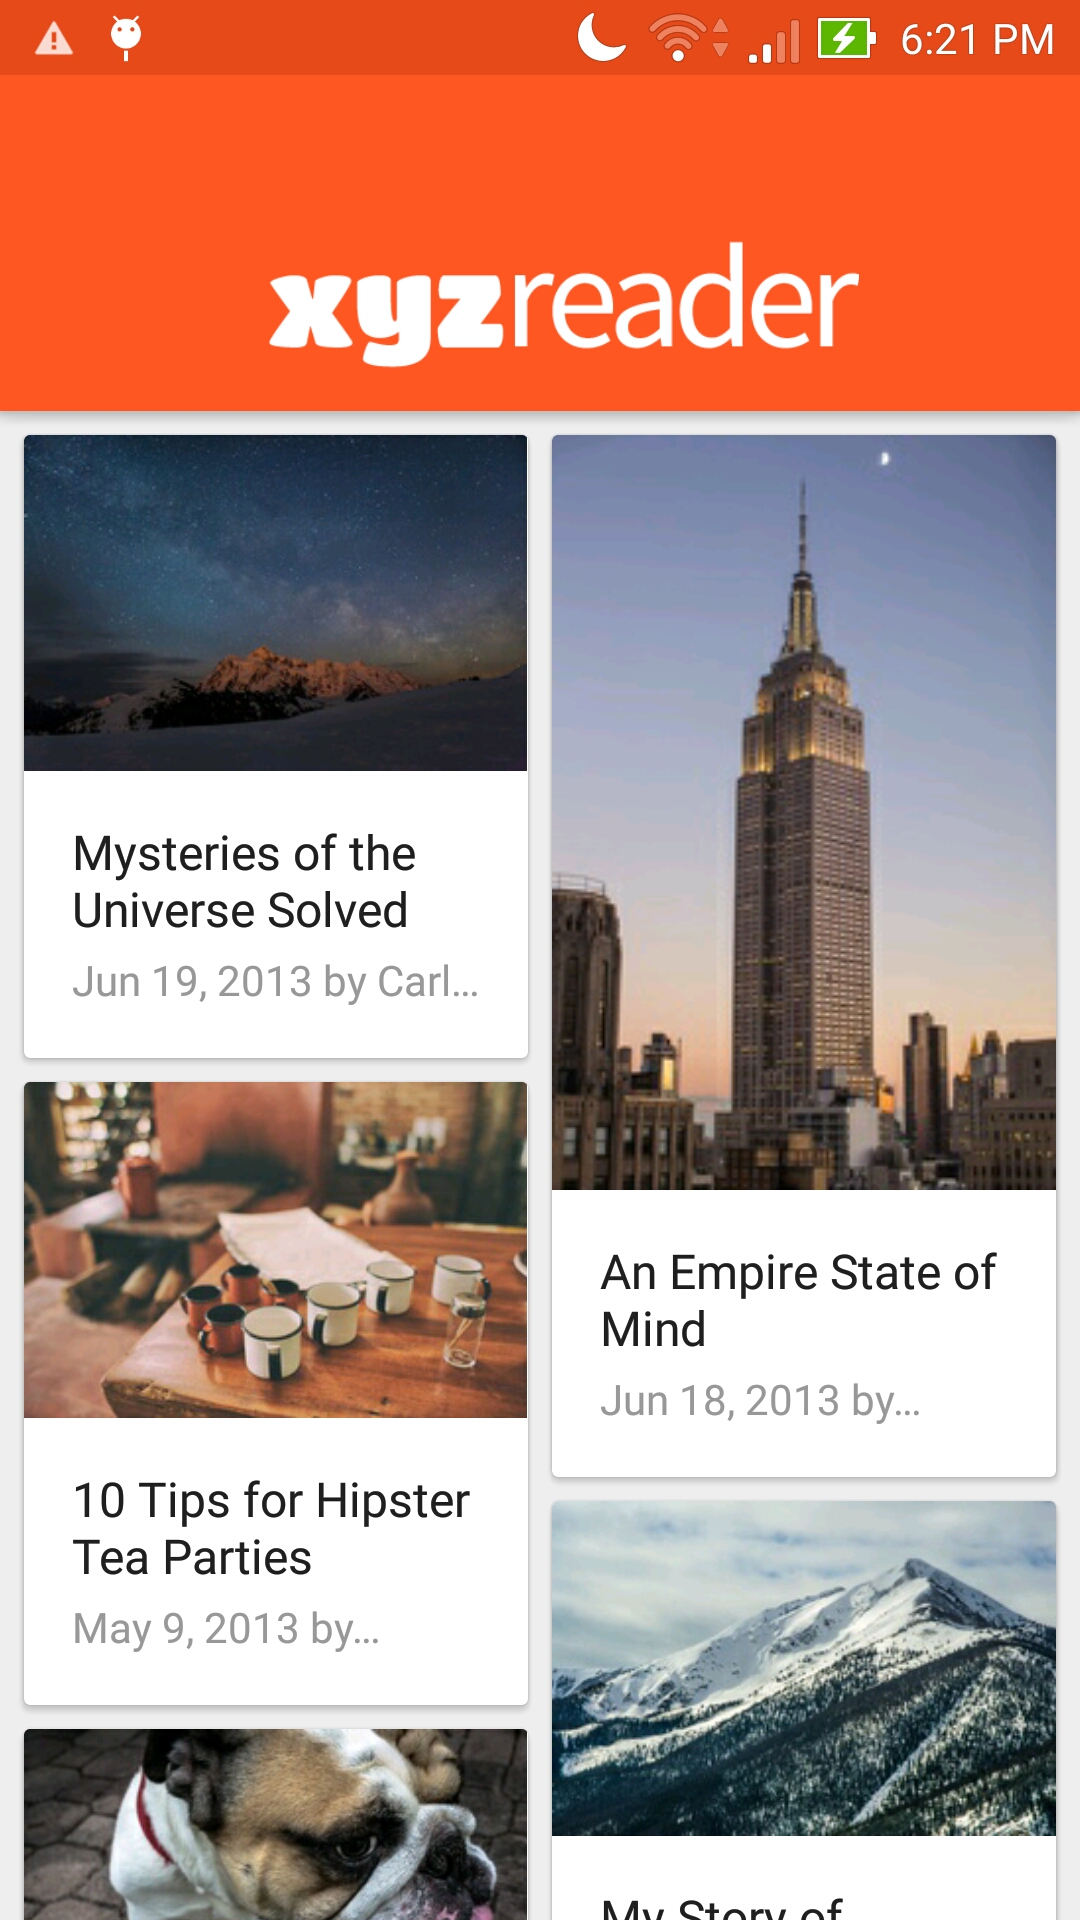 6:21 PM
xyzreader
Mysteries of the
Universe Solved
Jun 19, 2013 by Carl...
An Empire State of
Mind
Jun 18, 2013 by...
10 Tips for Hipster
Tea Parties
May 9, 2013 by...
My Story of